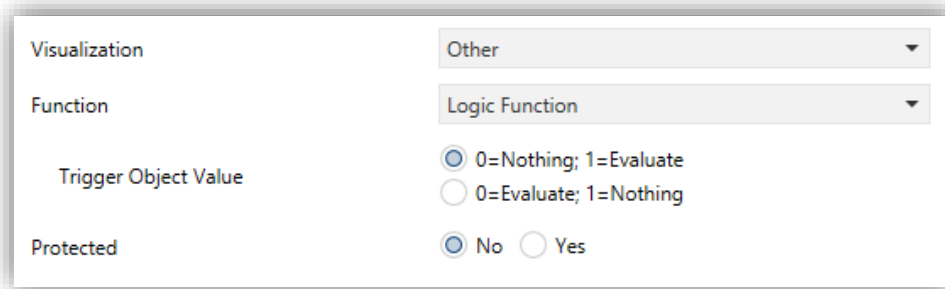 Visualization Other
Function Logic Function
Trigger Object Value
0=Nothing; 1=Evaluate
0=Evaluate; 1=Nothing
Protected No Yes